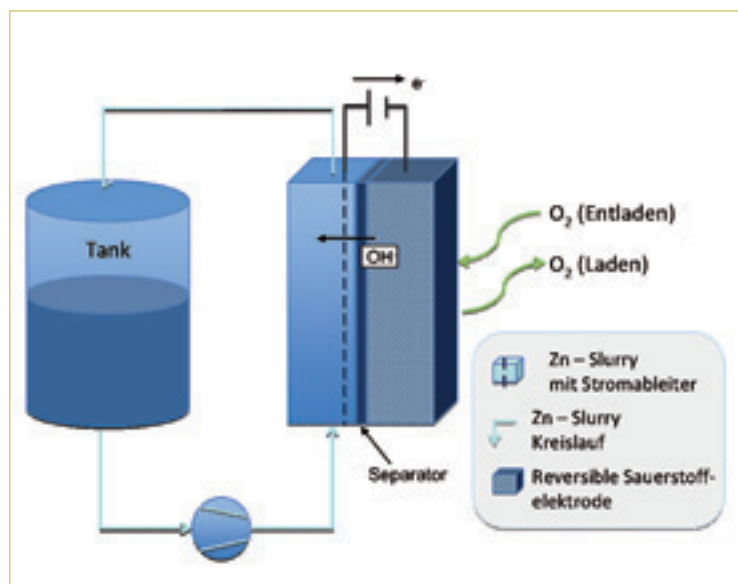 e⁻
Tank
OH
O₂ (Entladen)
O₂ (Laden)
Separator
Zn – Slurry
mit Stromableiter
Zn – Slurry
Kreislauf
Reversible Sauerstoff-
elektrode